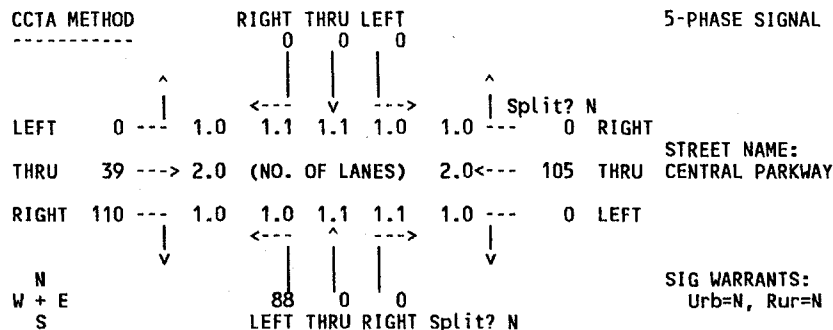 CCTA METHOD RIGHT THRU LEFT 5-PHASE SIGNAL
----------- 0 0 0
^ ^
<--- v ---> Split? N
LEFT 0 --- 1.0 1.1 1.1 1.0 1.0 --- 0 RIGHT
STREET NAME:
THRU 39 ---> 2.0 (NO. OF LANES) 2.0<--- 105 THRU CENTRAL PARKWAY
RIGHT 110 --- 1.0 1.0 1.1 1.1 1.0 --- 0 LEFT
<--- ^ --->
v v
N SIG WARRANTS:
W + E 88 0 0 Urb=N, Rur=N
S LEFT THRU RIGHT Split? N